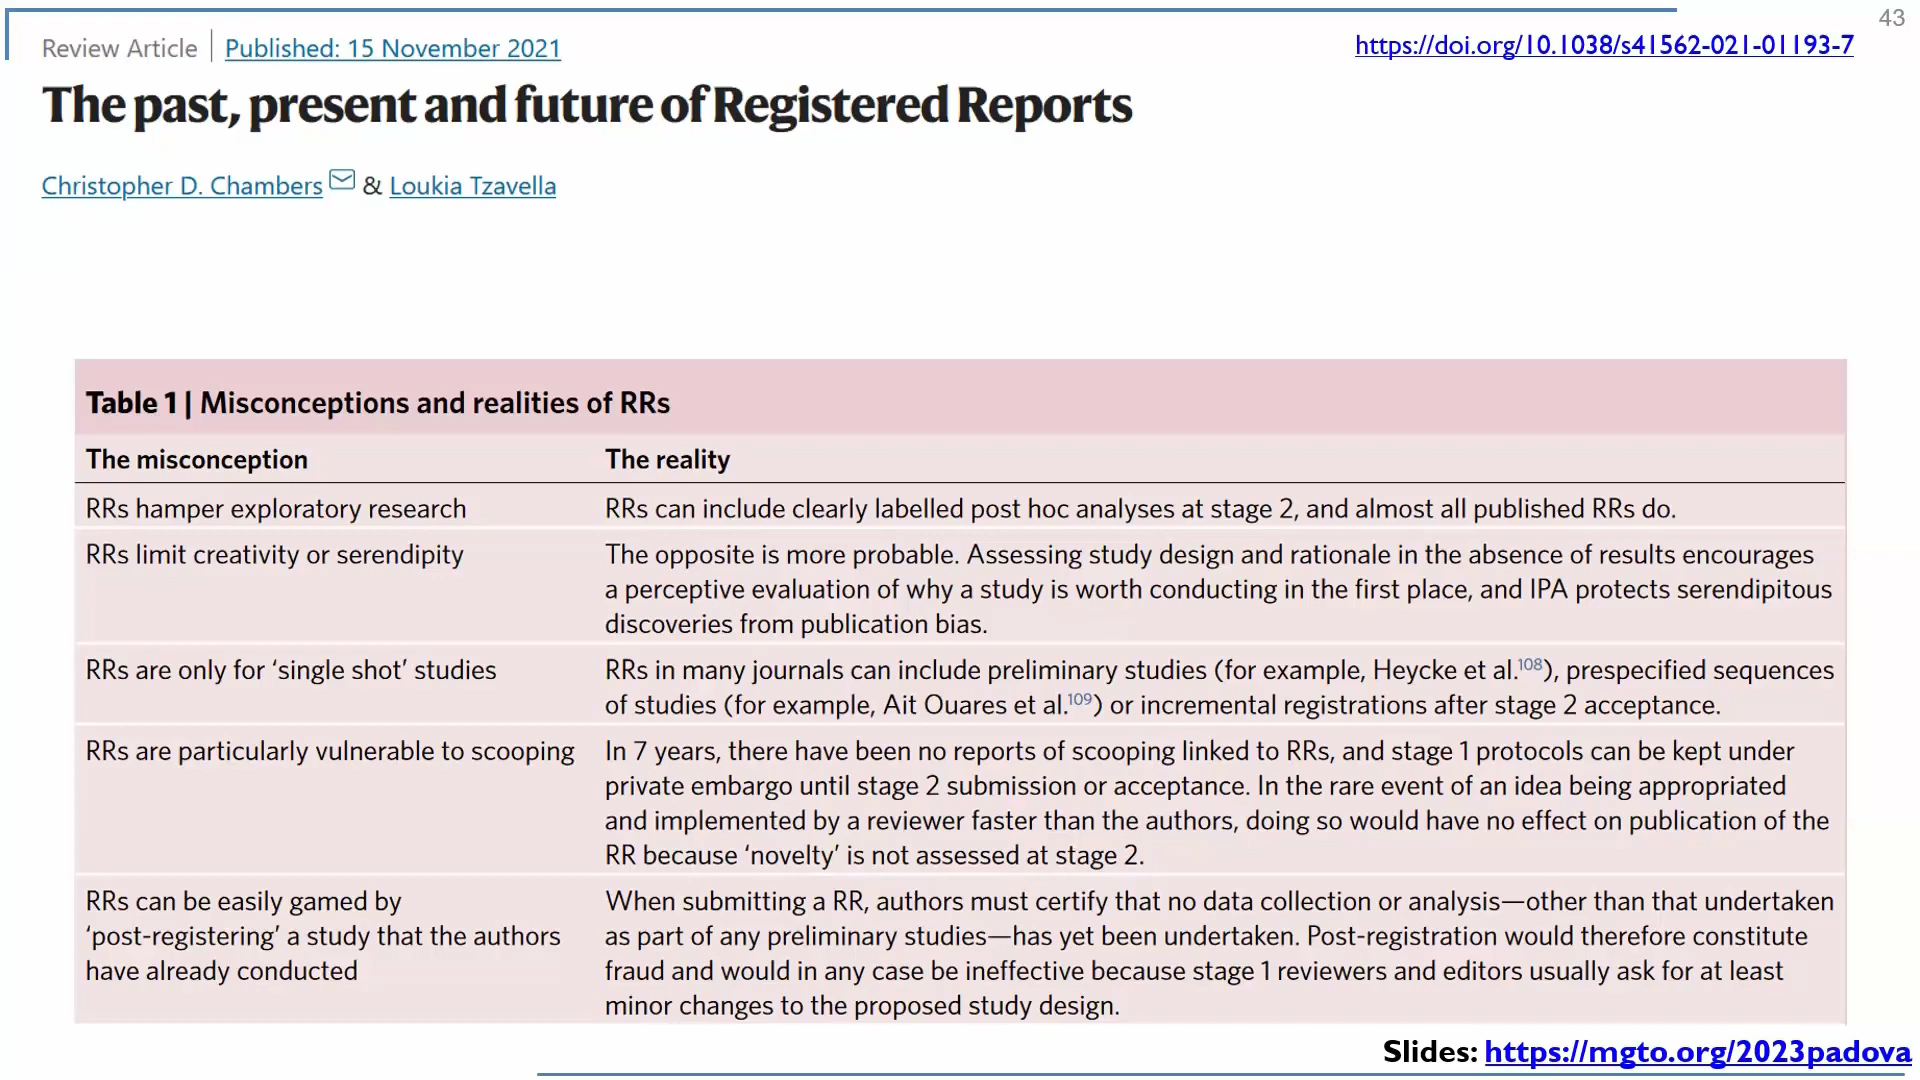 43
Review Article | Published: 15 November 2021
https://doi.org/10.1038/s41562-021-01193-7
The past, present and future of Registered Reports
Christopher D. Chambers & Loukia Tzavella
Table 1 | Misconceptions and realities of RRs
The misconception
The reality
RRs hamper exploratory research
RRs can include clearly labelled post hoc analyses at stage 2, and almost all published RRs do.
RRs limit creativity or serendipity
The opposite is more probable. Assessing study design and rationale in the absence of results encourages
a perceptive evaluation of why a study is worth conducting in the first place, and IPA protects serendipitous
discoveries from publication bias.
RRs are only for ‘single shot’ studies
RRs in many journals can include preliminary studies (for example, Heycke et al.108), prespecified sequences
of studies (for example, Ait Ouares et al.109) or incremental registrations after stage 2 acceptance.
RRs are particularly vulnerable to scooping
In 7 years, there have been no reports of scooping linked to RRs, and stage 1 protocols can be kept under
private embargo until stage 2 submission or acceptance. In the rare event of an idea being appropriated
and implemented by a reviewer faster than the authors, doing so would have no effect on publication of the
RR because ‘novelty’ is not assessed at stage 2.
RRs can be easily gamed by
‘post-registering’ a study that the authors
have already conducted
When submitting a RR, authors must certify that no data collection or analysis—other than that undertaken
as part of any preliminary studies—has yet been undertaken. Post-registration would therefore constitute
fraud and would in any case be ineffective because stage 1 reviewers and editors usually ask for at least
minor changes to the proposed study design.
Slides: https://mgto.org/2023padova